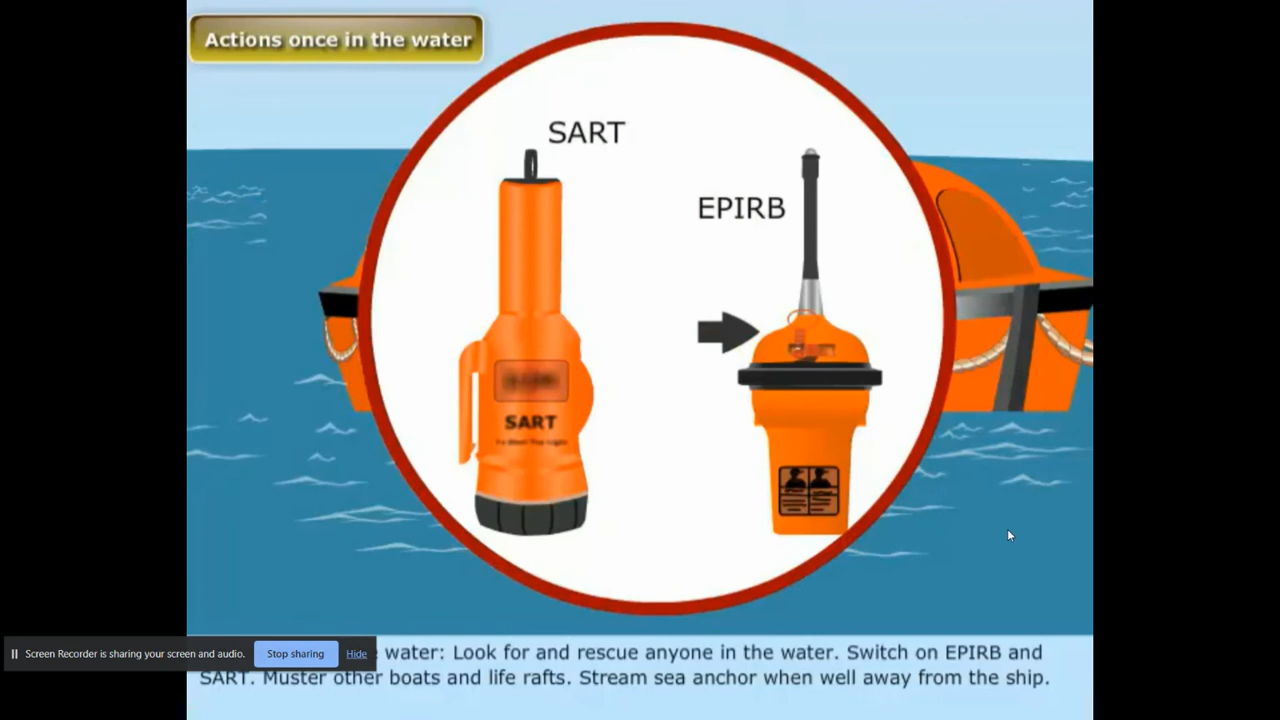 Actions once in the water
SART
EPIRB
SART
Screen Recorder is sharing your screen and audio.
Stop sharing
Hide
water: Look for and rescue anyone in the water. Switch on EPIRB and
SART. Muster other boats and life rafts. Stream sea anchor when well away from the ship.